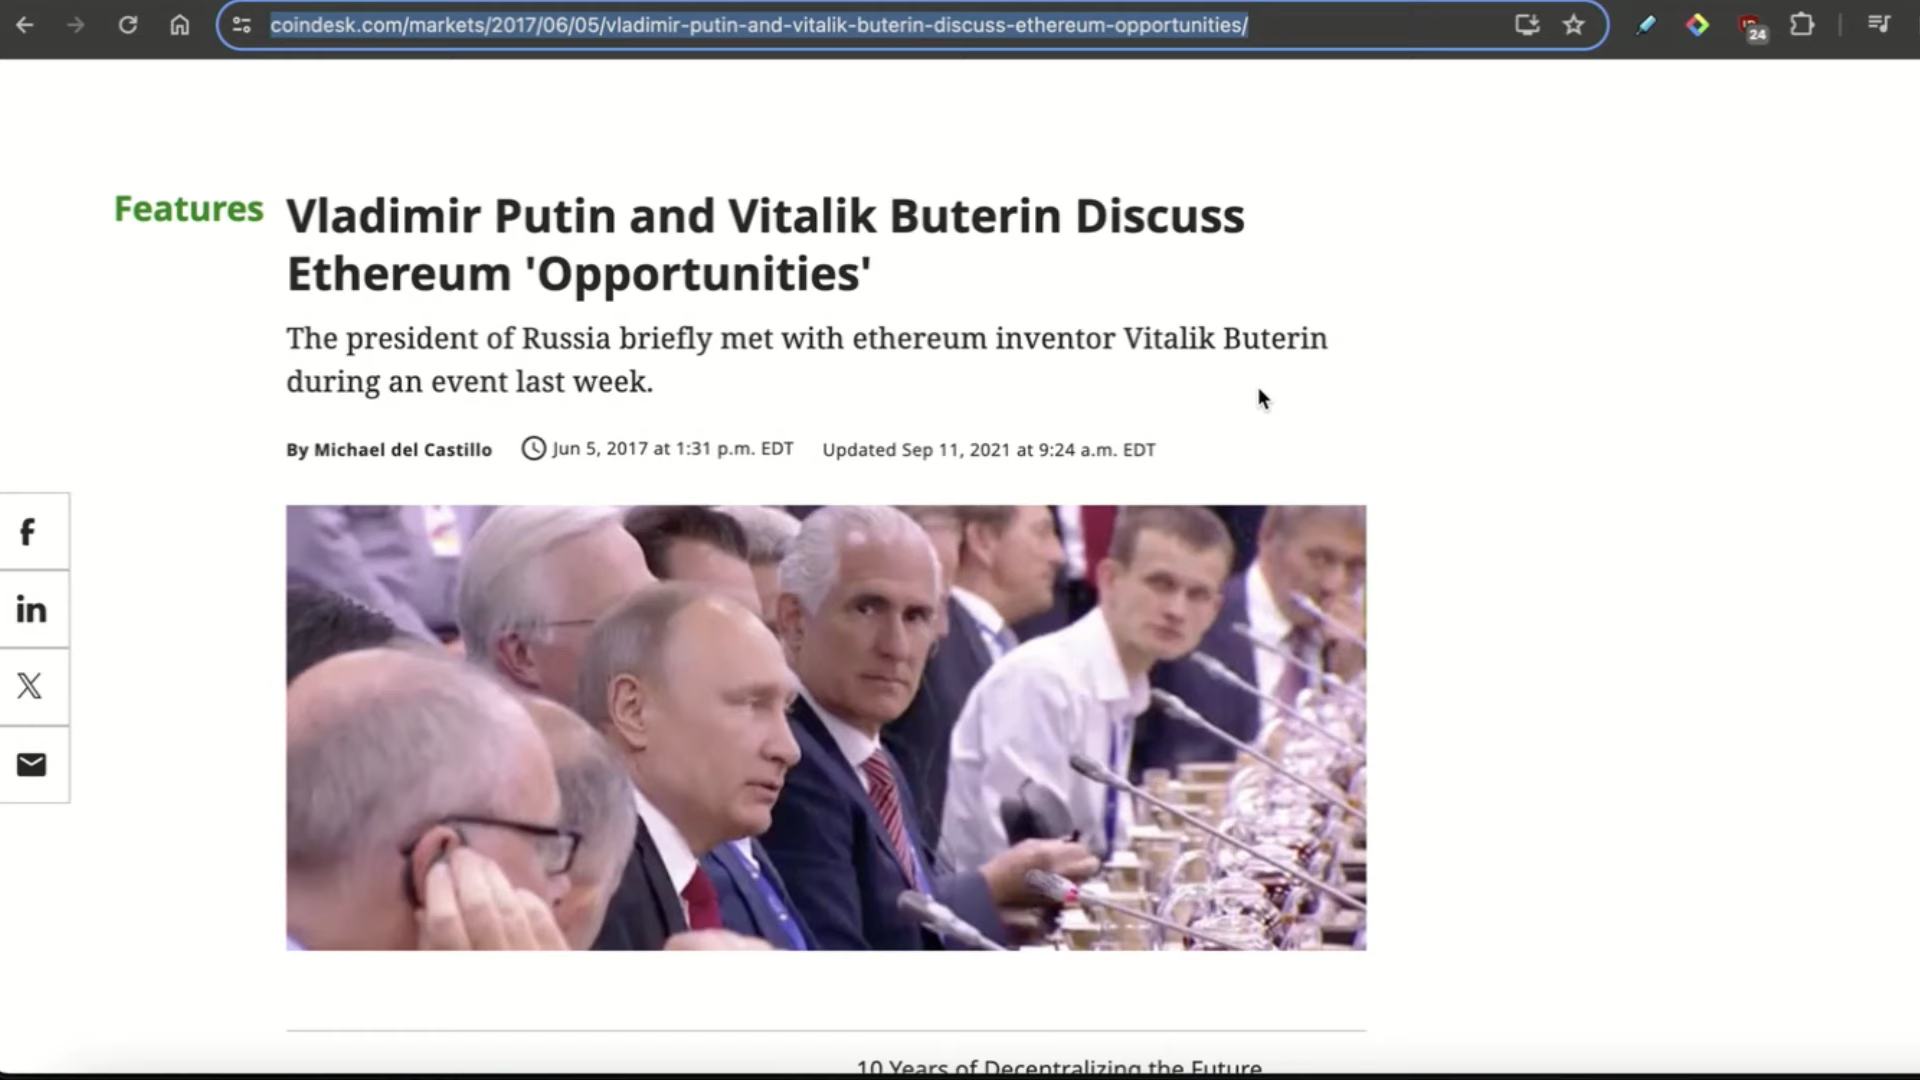 coindesk.com/markets/2017/06/05/vladimir-putin-and-vitalik-buterin-discuss-ethereum-opportunities/
24
Features
Vladimir Putin and Vitalik Buterin Discuss
Ethereum 'Opportunities'
The president of Russia briefly met with ethereum inventor Vitalik Buterin
during an event last week.
By Michael del Castillo Jun 5, 2017 at 1:31 p.m. EDT Updated Sep 11, 2021 at 9:24 a.m. EDT
f
in
X
10 Years of Decentralizing the Future